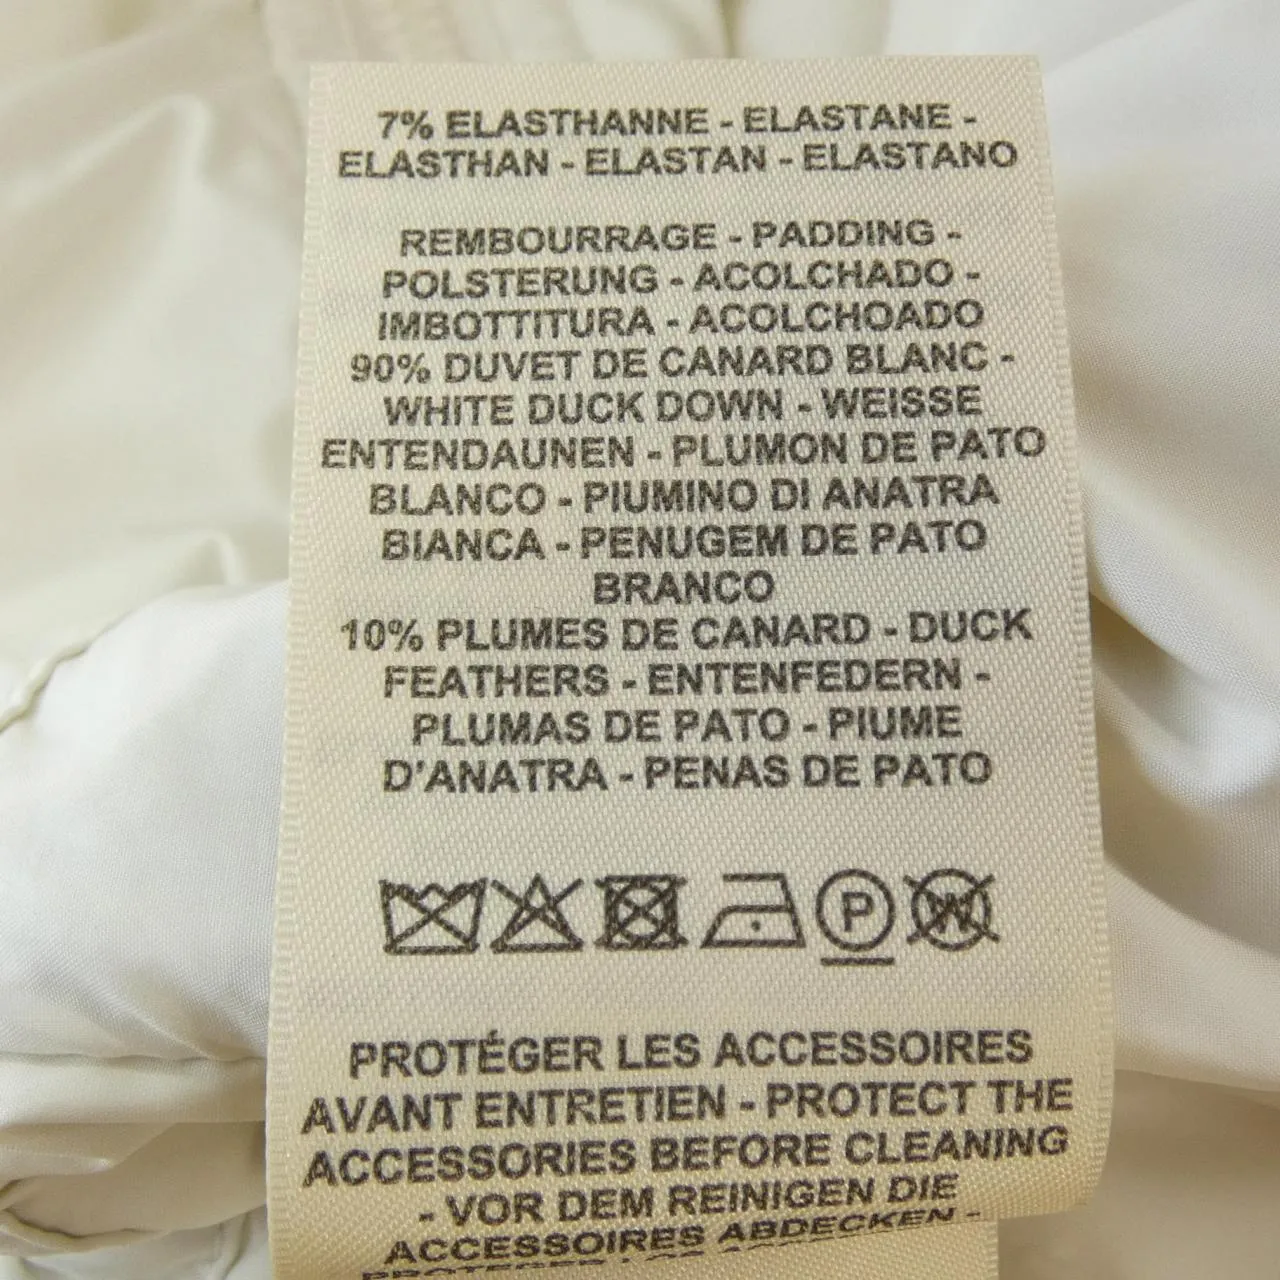 7% ELASTHANNE - ELASTANE -
ELASTHAN - ELASTAN - ELASTANO
REMBOURRAGE - PADDING -
POLSTERUNG - ACOLCHADO -
IMBOTTITURA - ACOLCHOADO
90% DUVET DE CANARD BLANC -
WHITE DUCK DOWN - WEISSE
ENTENDAUNEN - PLUMON DE PATO
BLANCO - PIUMINO DI ANATRA
BIANCA - PENUGEM DE PATO
BRANCO
10% PLUMES DE CANARD - DUCK
FEATHERS - ENTENFEDERN -
PLUMAS DE PATO - PIUME
D'ANATRA - PENAS DE PATO
P W
PROTÉGER LES ACCESSOIRES
AVANT ENTRETIEN - PROTECT THE
ACCESSORIES BEFORE CLEANING
- VOR DEM REINIGEN DIE
ACCESSOIRES ABDECKEN -